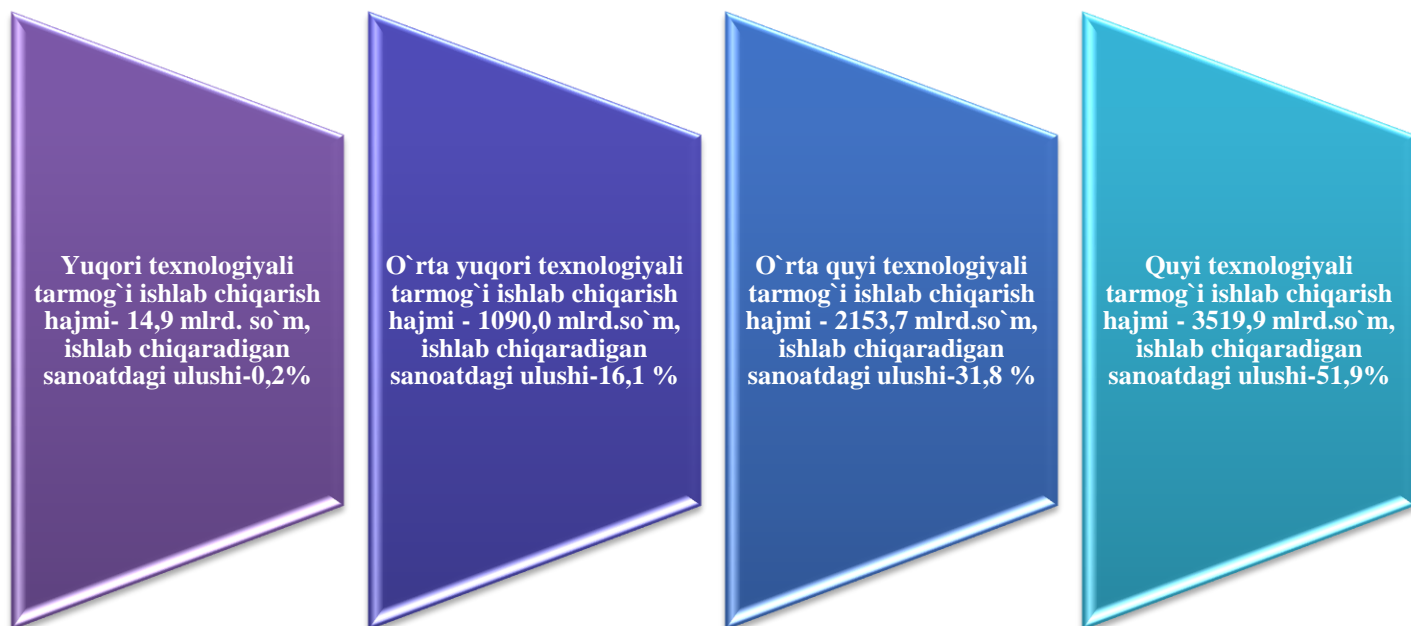 Yuqori texnologiyali
tarmog`i ishlab chiqarish
hajmi- 14,9 mlrd. so`m,
ishlab chiqaradigan
sanoatdagi ulushi-0,2%
O`rta yuqori texnologiyali
tarmog`i ishlab chiqarish
hajmi - 1090,0 mlrd.so`m,
ishlab chiqaradigan
sanoatdagi ulushi-16,1 %
O`rta quyi texnologiyali
tarmog`i ishlab chiqarish
hajmi - 2153,7 mlrd.so`m,
ishlab chiqaradigan
sanoatdagi ulushi-31,8 %
Quyi texnologiyali
tarmog`i ishlab chiqarish
hajmi - 3519,9 mlrd.so`m,
ishlab chiqaradigan
sanoatdagi ulushi-51,9%